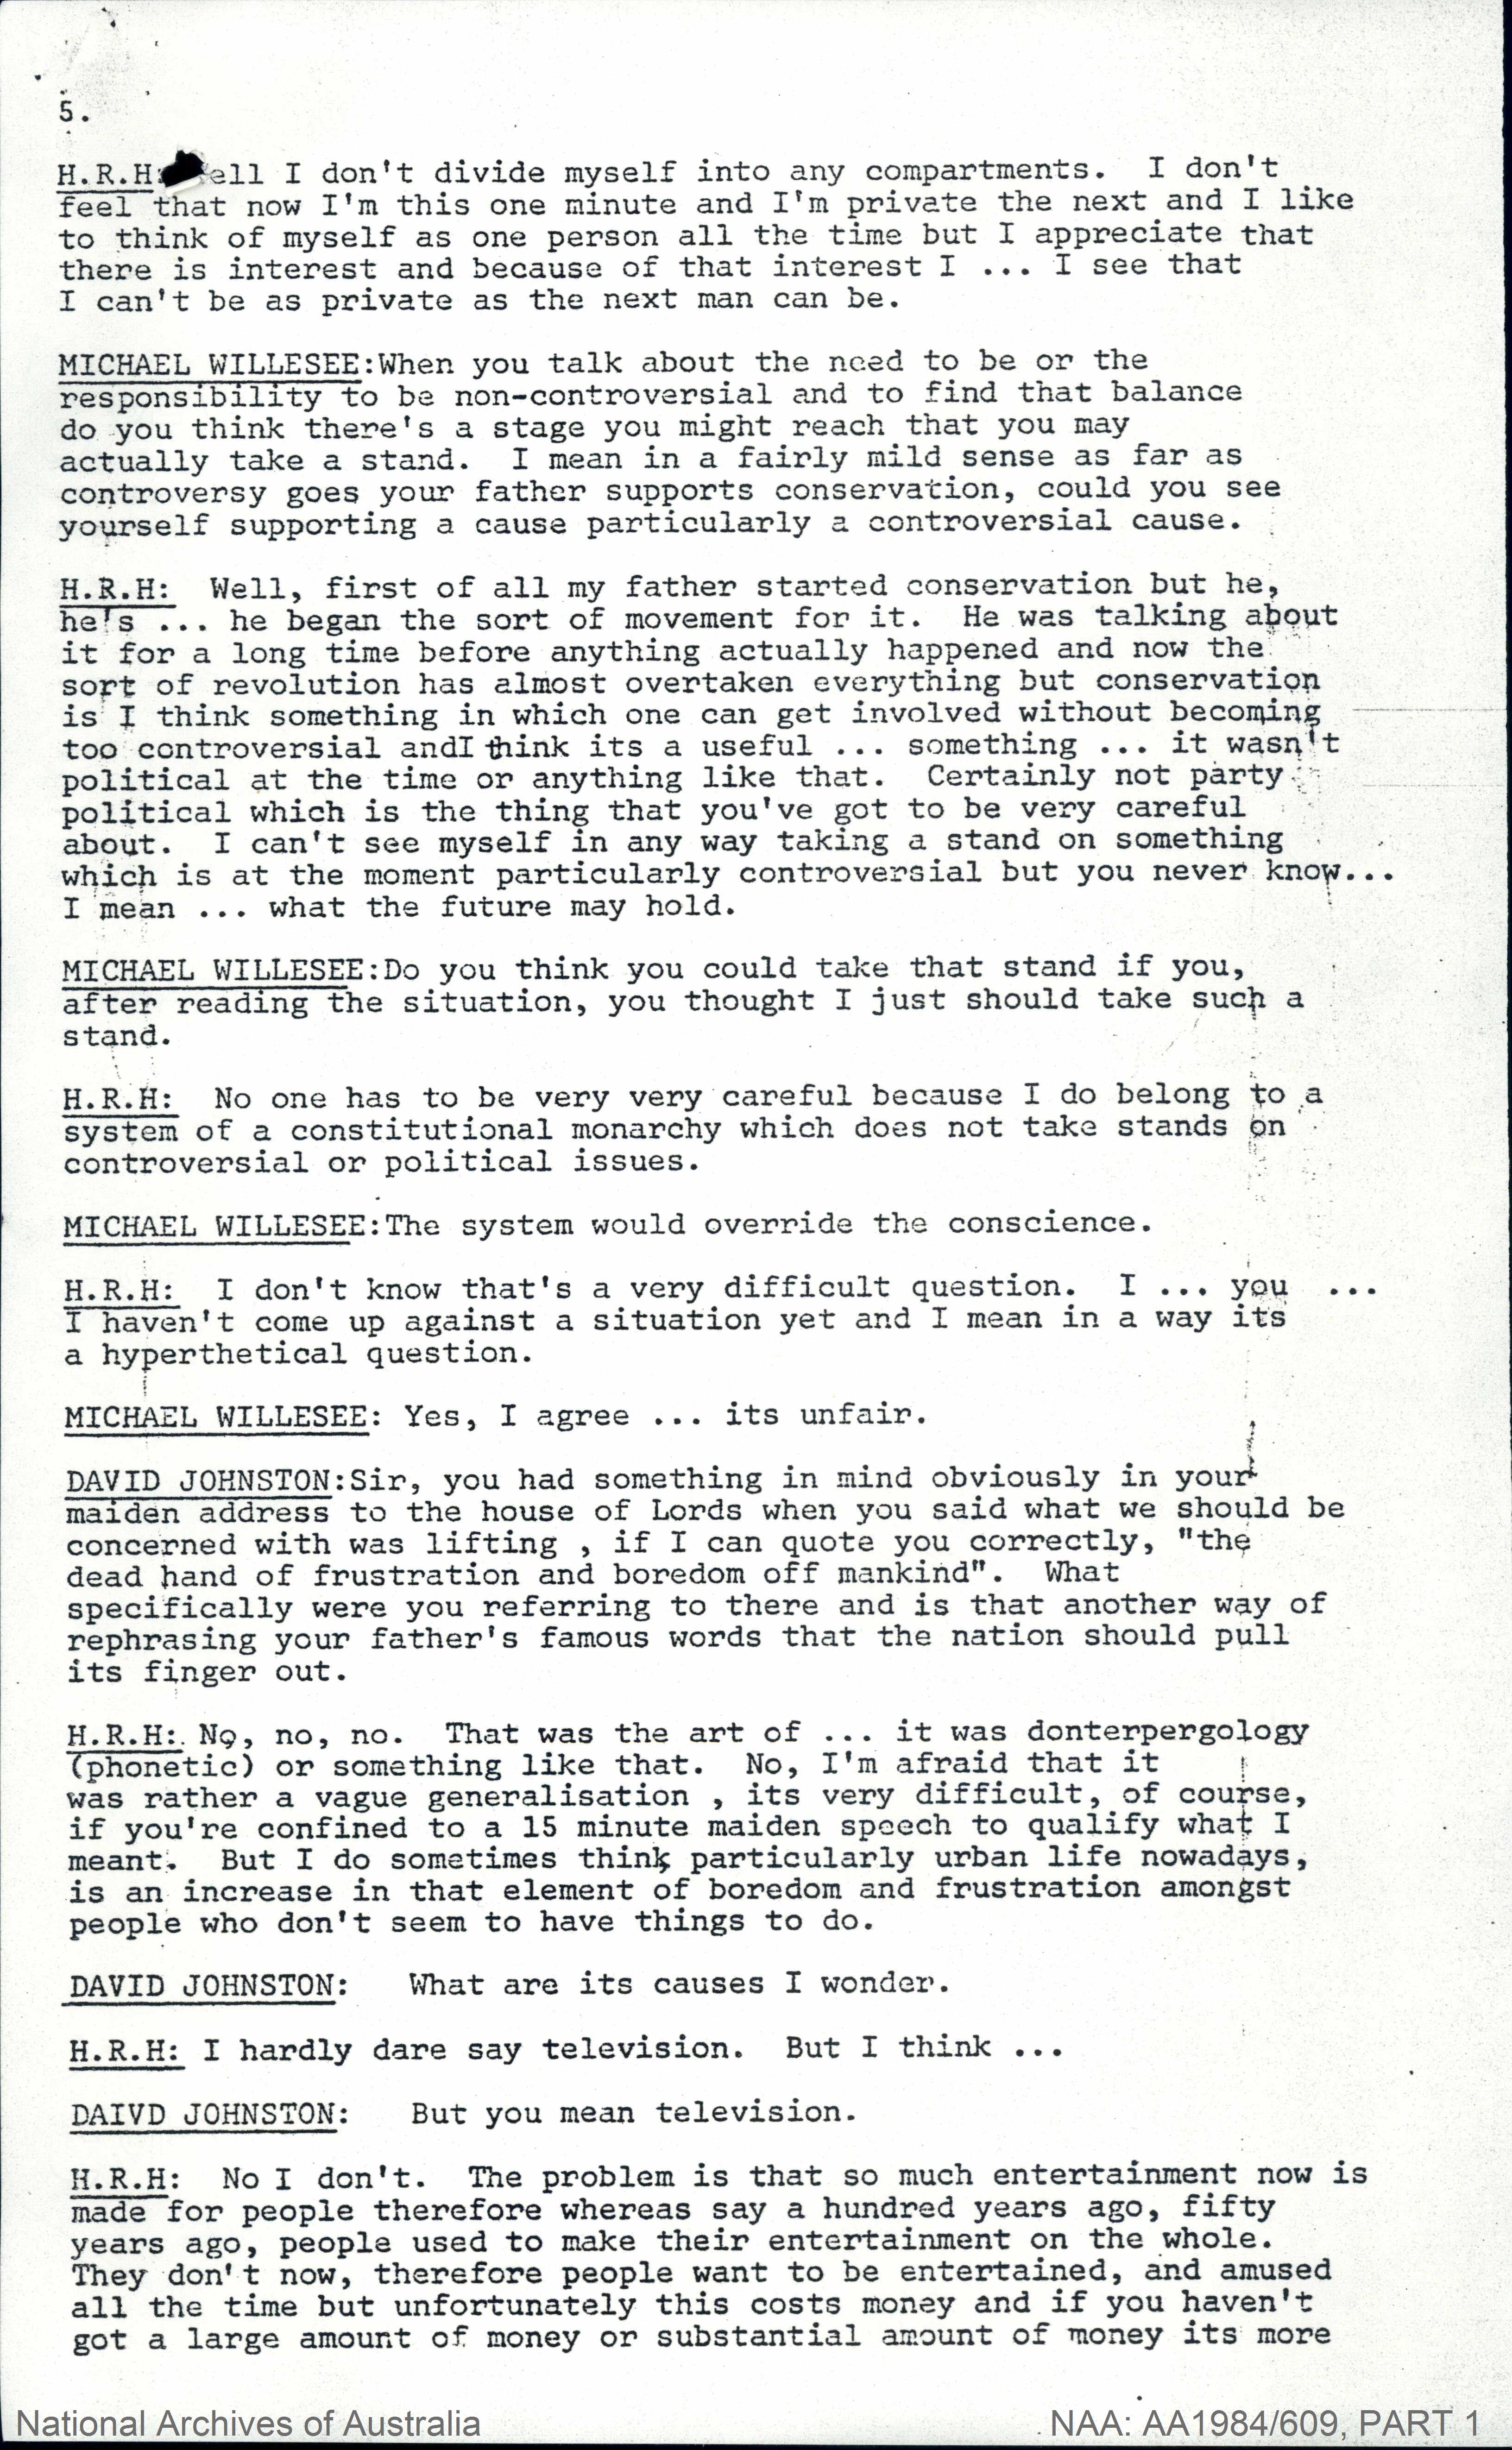 5.
H.R.H: ell I don't divide myself into any compartments. I don't
feel that now I'm this one minute and I'm private the next and I like
to think of myself as one person all the time but I appreciate that
there is interest and because of that interest I ... I see that
I can't be as private as the next man can be.
MICHAEL WILLESEE:When you talk about the need to be or the
responsibility to be non-controversial and to find that balance
do you think there's a stage you might reach that you may
actually take a stand. I mean in a fairly mild sense as far as
controversy goes your father supports conservation, could you see
yourself supporting a cause particularly a controversial cause.
H.R.H: Well, first of all my father started conservation but he,
he's ... he began the sort of movement for it. He was talking about
it for a long time before anything actually happened and now the
sort of revolution has almost overtaken everything but conservation
is I think something in which one can get involved without becoming
too controversial andI think its a useful ... something ... it wasn't
political at the time or anything like that. Certainly not party
political which is the thing that you've got to be very careful
about. I can't see myself in any way taking a stand on something
which is at the moment particularly controversial but you never know...
I mean ... what the future may hold.
MICHAEL WILLESEE:Do you think you could take that stand if you,
after reading the situation, you thought I just should take such a
stand.
H.R.H: No one has to be very very careful because I do belong to a
system of a constitutional monarchy which does not take stands on
controversial or political issues.
MICHAEL WILLESEE:The system would override the conscience.
H.R.H: I don't know that's a very difficult question. I ... you ...
I haven't come up against a situation yet and I mean in a way its
a hyperthetical question.
MICHAEL WILLESEE: Yes, I agree ... its unfair.
DAVID JOHNSTON:Sir, you had something in mind obviously in your
maiden address to the house of Lords when you said what we should be
concerned with was lifting , if I can quote you correctly, "the
dead hand of frustration and boredom off mankind". What
specifically were you referring to there and is that another way of
rephrasing your father's famous words that the nation should pull
its finger out.
H.R.H: No, no, no. That was the art of ... it was donterpergology
(phonetic) or something like that. No, I'm afraid that it
was rather a vague generalisation , its very difficult, of course,
if you're confined to a 15 minute maiden speech to qualify what I
meant. But I do sometimes think particularly urban life nowadays,
is an increase in that element of boredom and frustration amongst
people who don't seem to have things to do.
DAVID JOHNSTON: What are its causes I wonder.
H.R.H: I hardly dare say television. But I think ...
DAIVD JOHNSTON: But you mean television.
H.R.H: No I don't. The problem is that so much entertainment now is
made for people therefore whereas say a hundred years ago, fifty
years ago, people used to make their entertainment on the whole.
They don't now, therefore people want to be entertained, and amused
all the time but unfortunately this costs money and if you haven't
got a large amount of money or substantial amount of money its more
National Archives of Australia
NAA: AA1984/609, PART 1